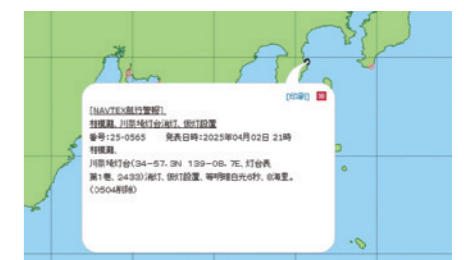 [印刷]
[NAVTEX航行警報]
相模灘、川奈埼灯台消灯、仮灯設置
番号:25-0565 発表日時:2025年04月02日 21時
相模灘、
川奈埼灯台(34-57.3N 139-08.7E、灯台表
第1巻、2433)消灯、仮灯設置、等明暗白光6秒、8海里。
(0504削除)